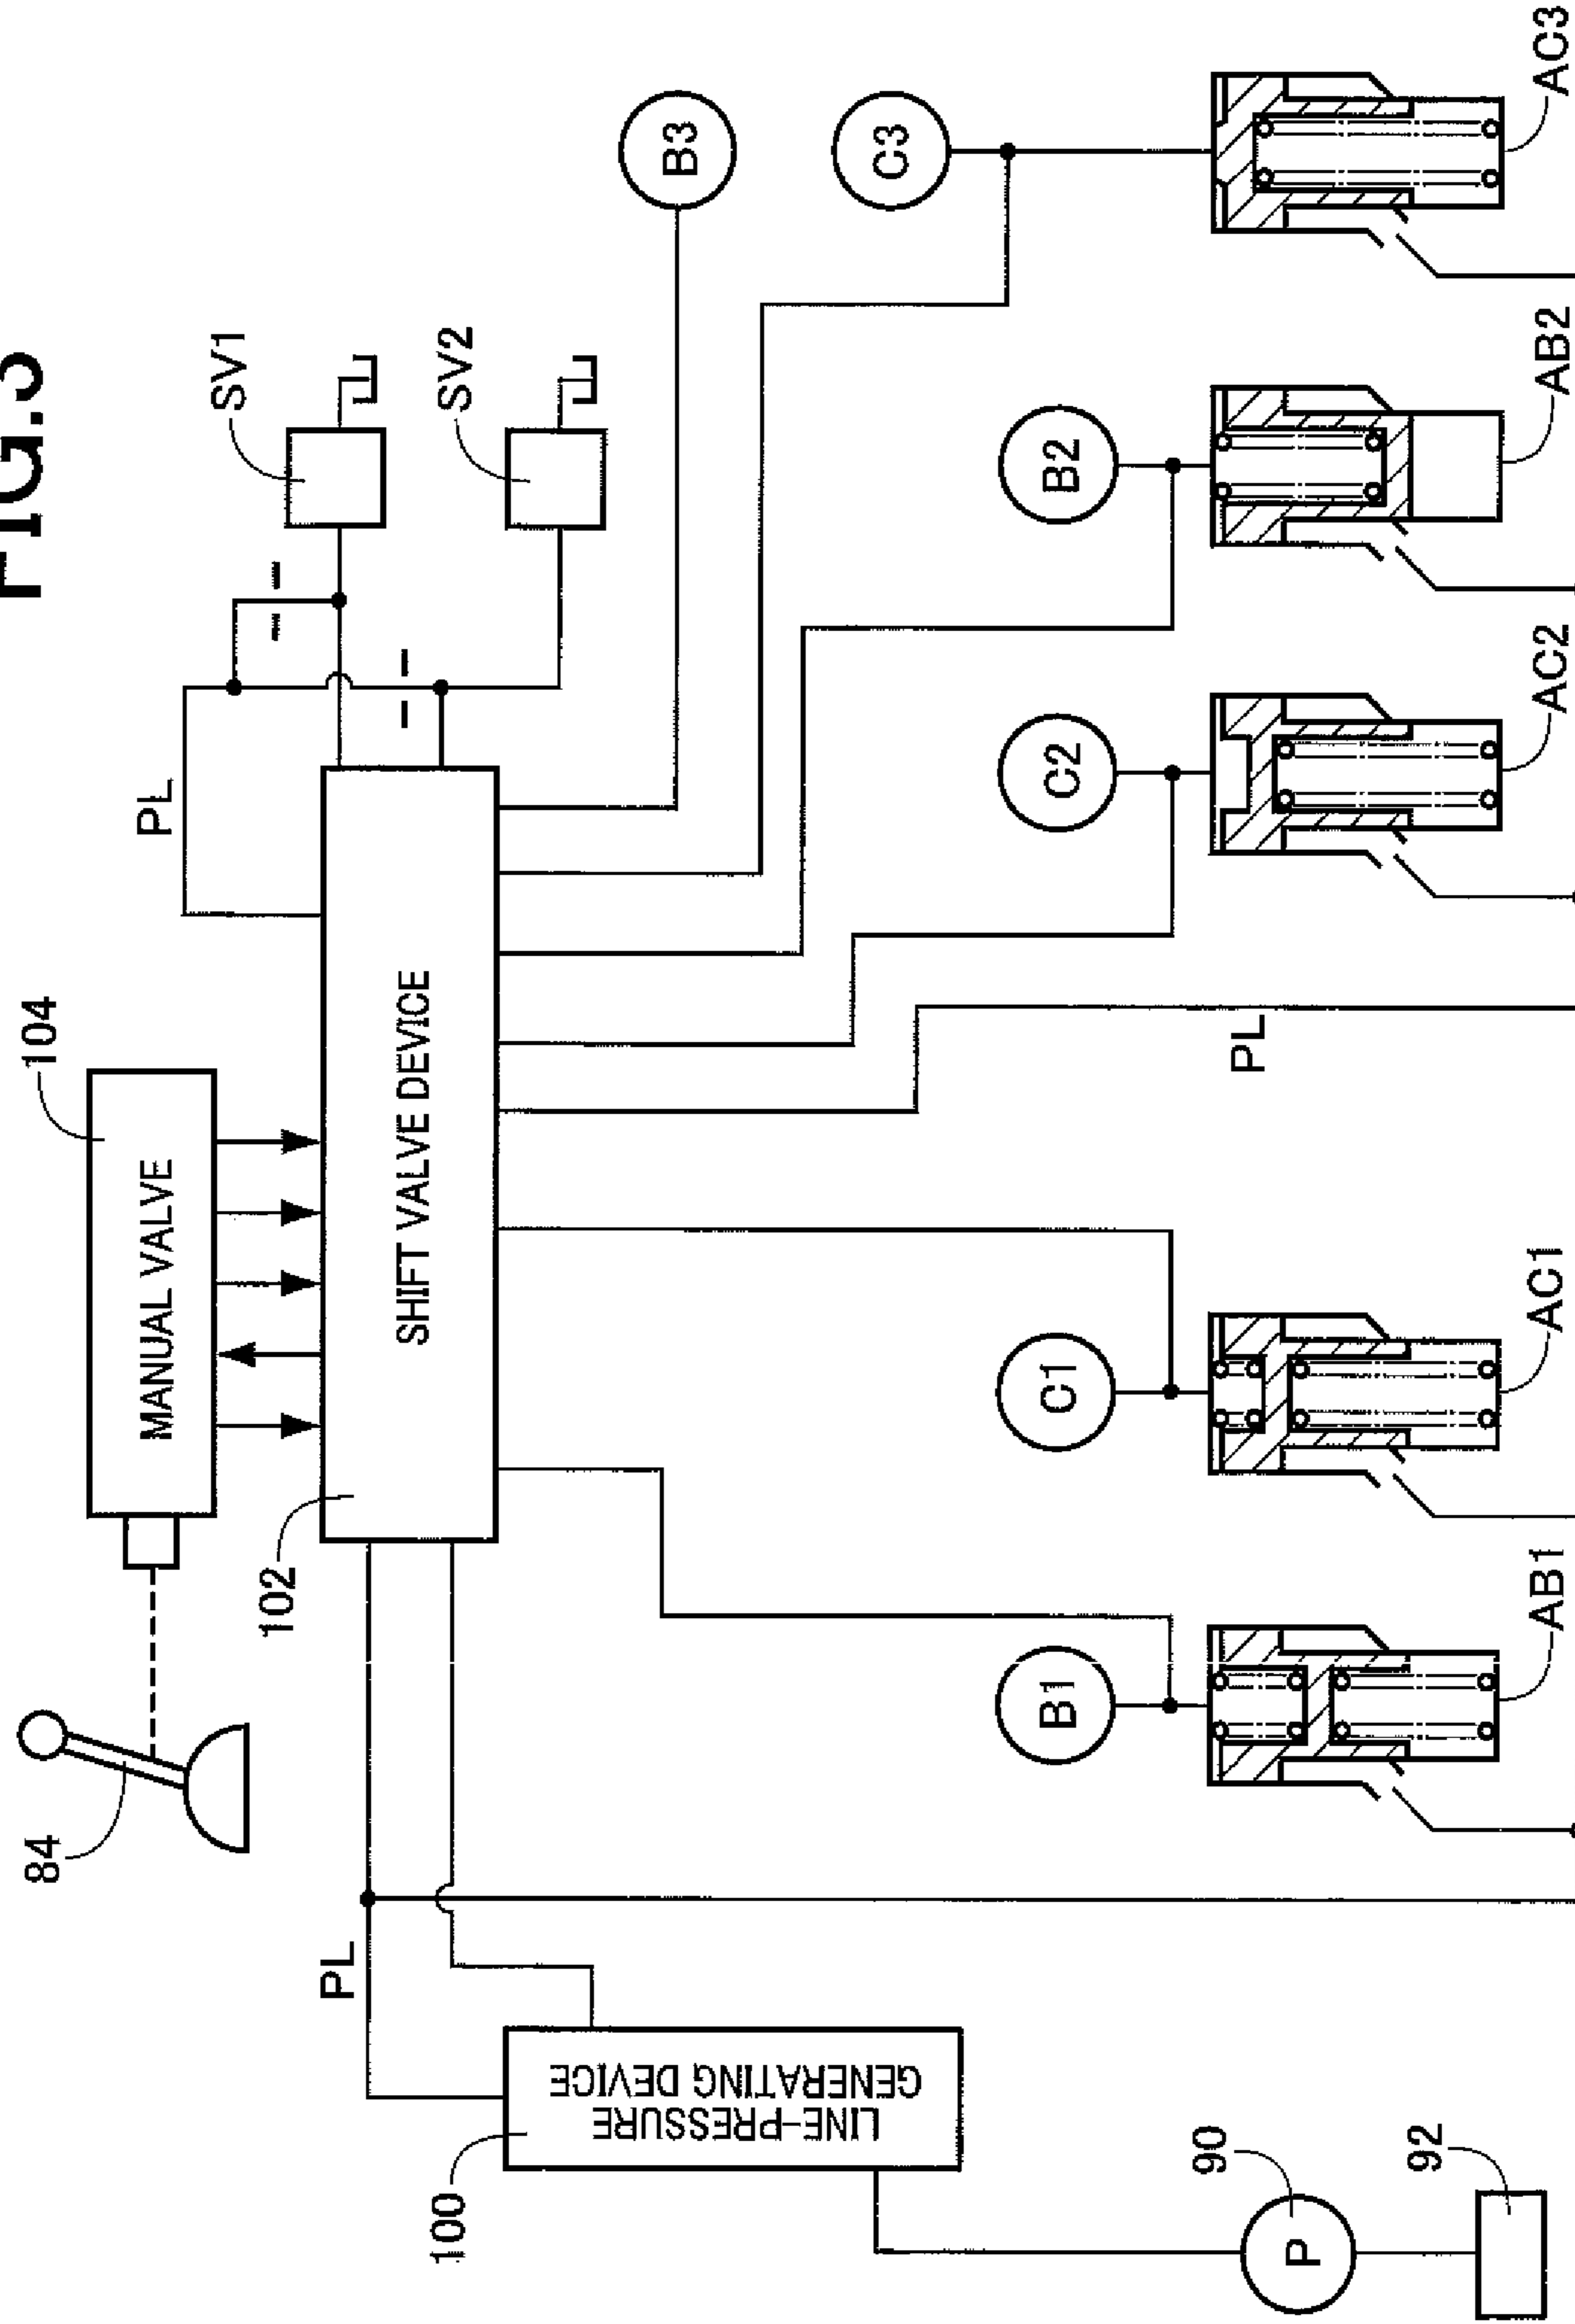 FIG.3
104
MANUAL VALVE
84
102
SHIFT VALVE DEVICE
PL
SV1
SV2
PL
100
LINE-PRESSURE
GENERATING DEVICE
B3
C3
B1
C1
C2
B2
PL
90
P
92
AB1
AC1
AC2
AB2
AC3